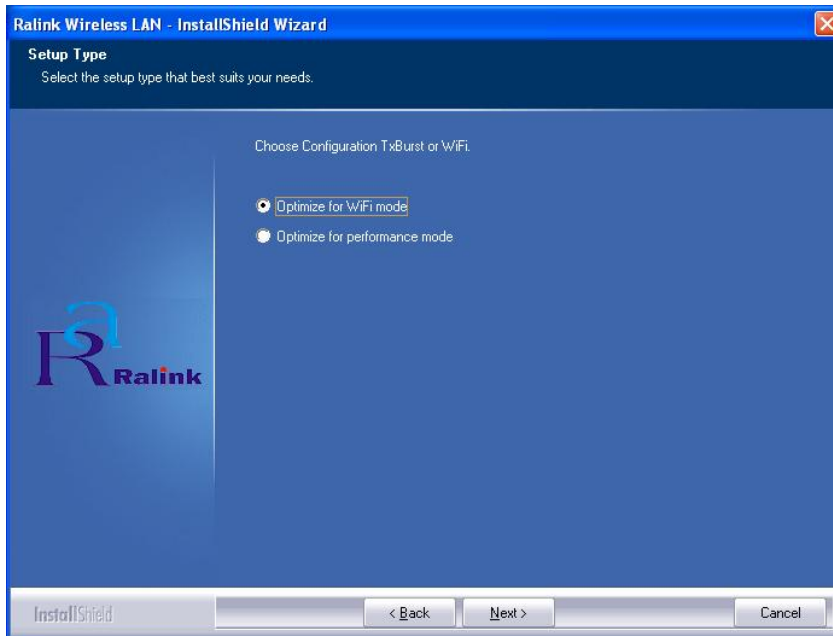 Ralink Wireless LAN - InstallShield Wizard
Setup Type
Select the setup type that best suits your needs.
Choose Configuration TxBurst or WiFi.
Optimize for WiFi mode
Optimize for performance mode
Ra
Ralink
InstallShield
< Back
Next >
Cancel